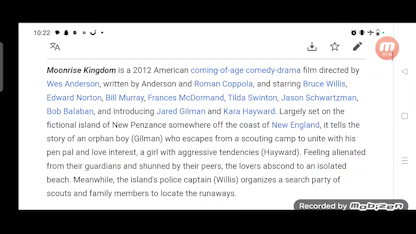 10:22
Moonrise Kingdom is a 2012 American coming-of-age comedy-drama film directed by
Wes Anderson, written by Anderson and Roman Coppola, and starring Bruce Willis,
Edward Norton, Bill Murray, Frances McDormand, Tilda Swinton, Jason Schwartzman,
Bob Balaban, and introducing Jared Gilman and Kara Hayward. Largely set on the
fictional island of New Penzance somewhere off the coast of New England, it tells the
story of an orphan boy (Gilman) who escapes from a scouting camp to unite with his
pen pal and love interest, a girl with aggressive tendencies (Hayward). Feeling alienated
from their guardians and shunned by their peers, the lovers abscond to an isolated
beach. Meanwhile, the island's police captain (Willis) organizes a search party of
scouts and family members to locate the runaways.
Recorded by Mobizen